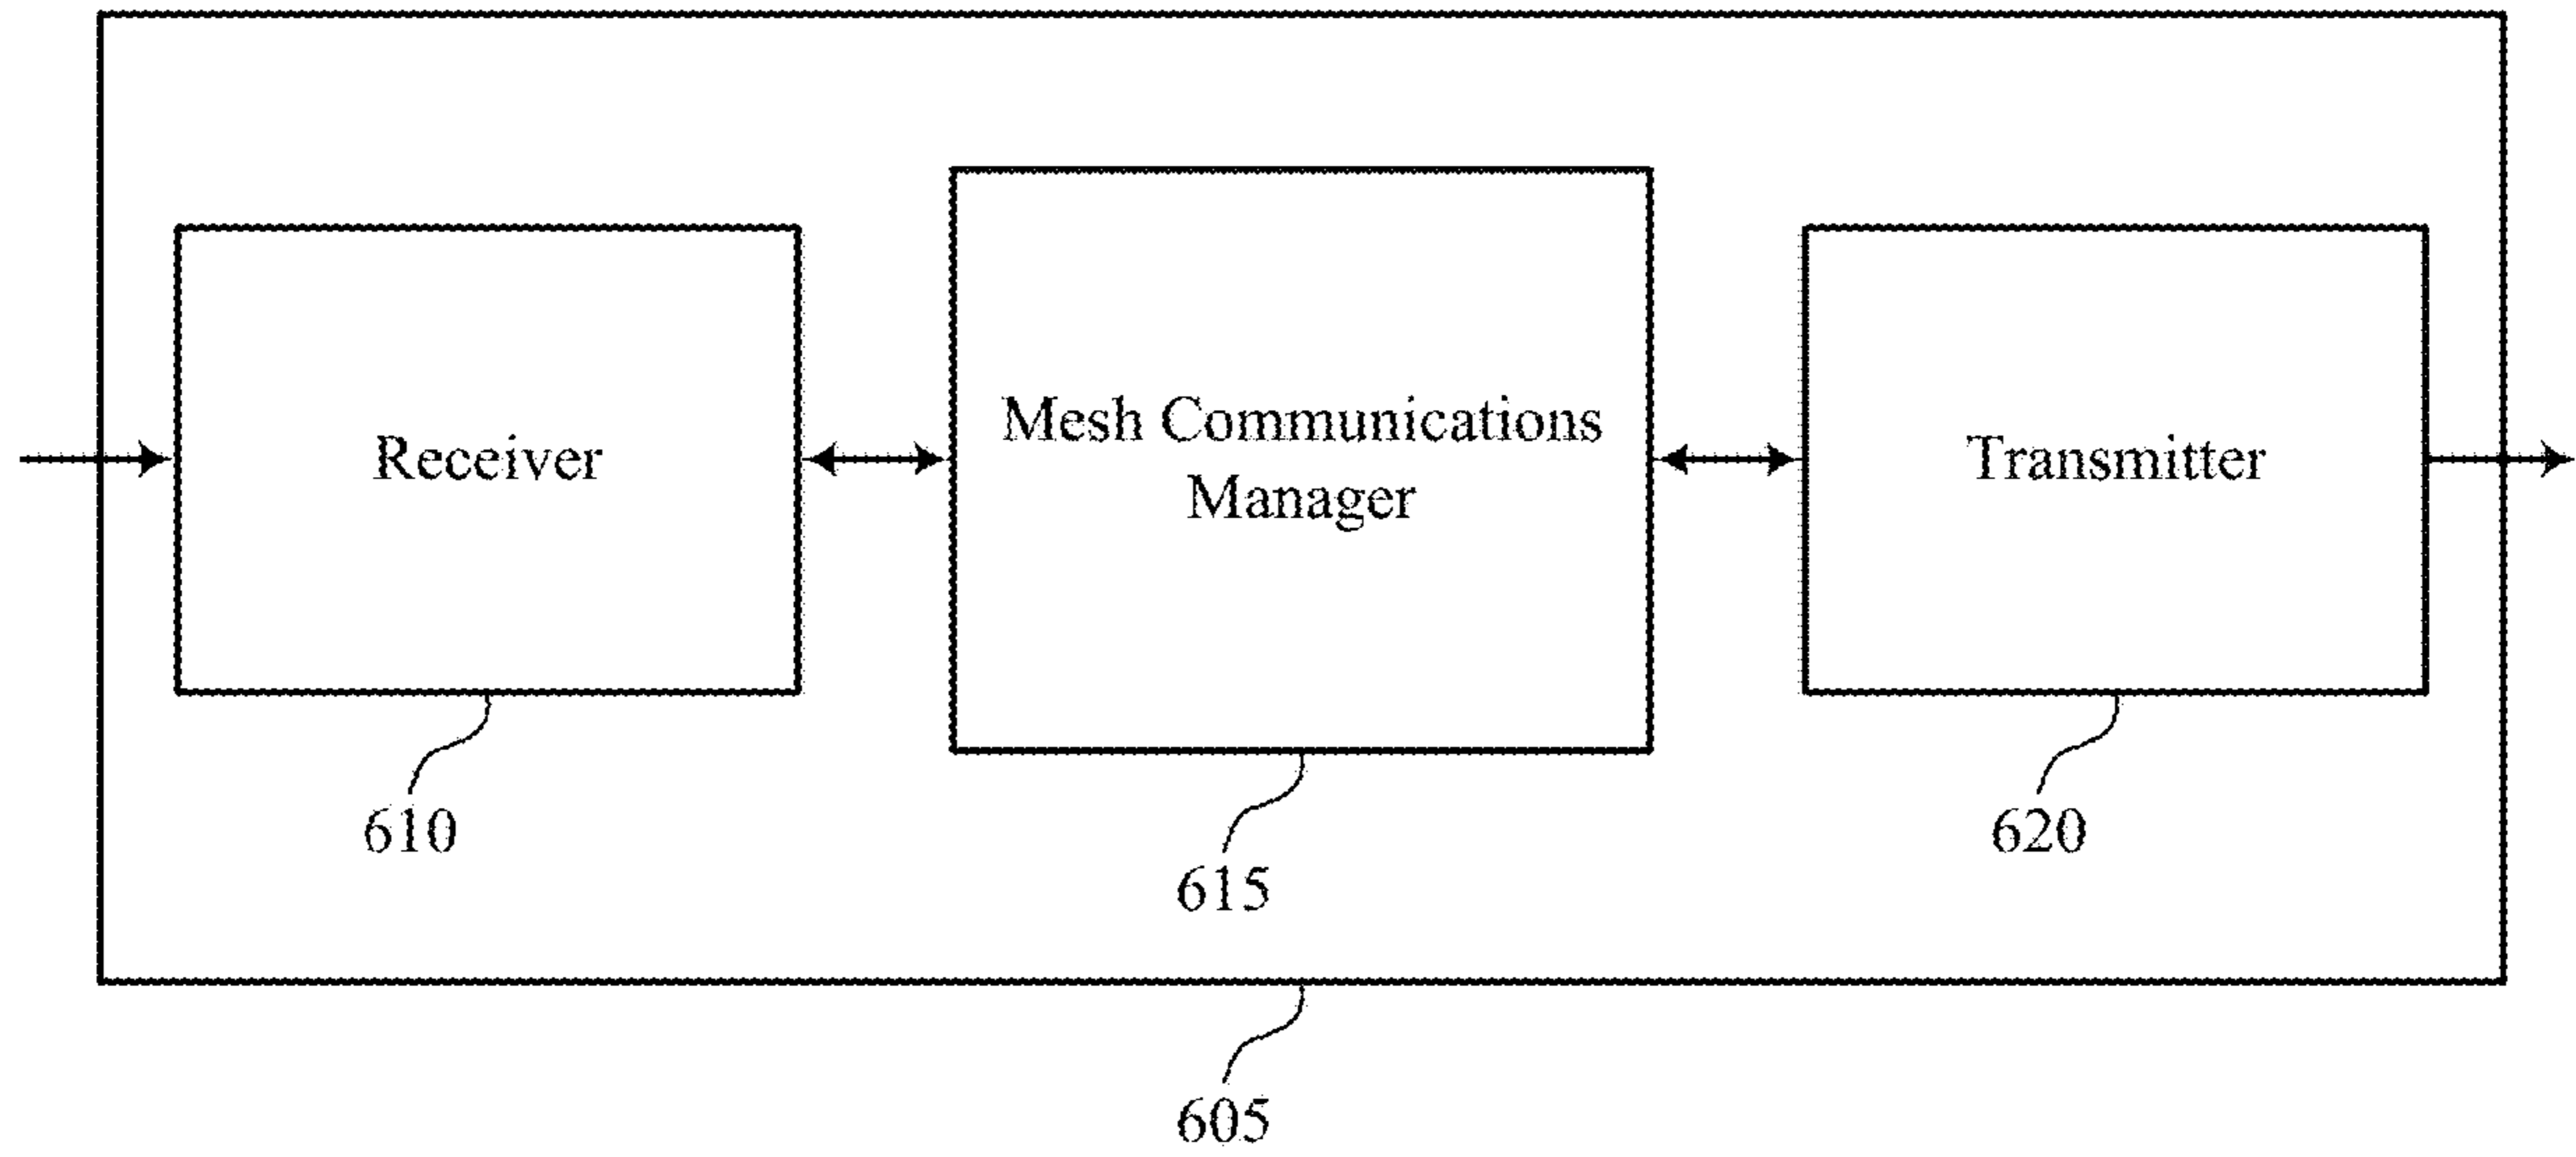 Receiver
Mesh Communications
Manager
Transmitter
610
615
620
605